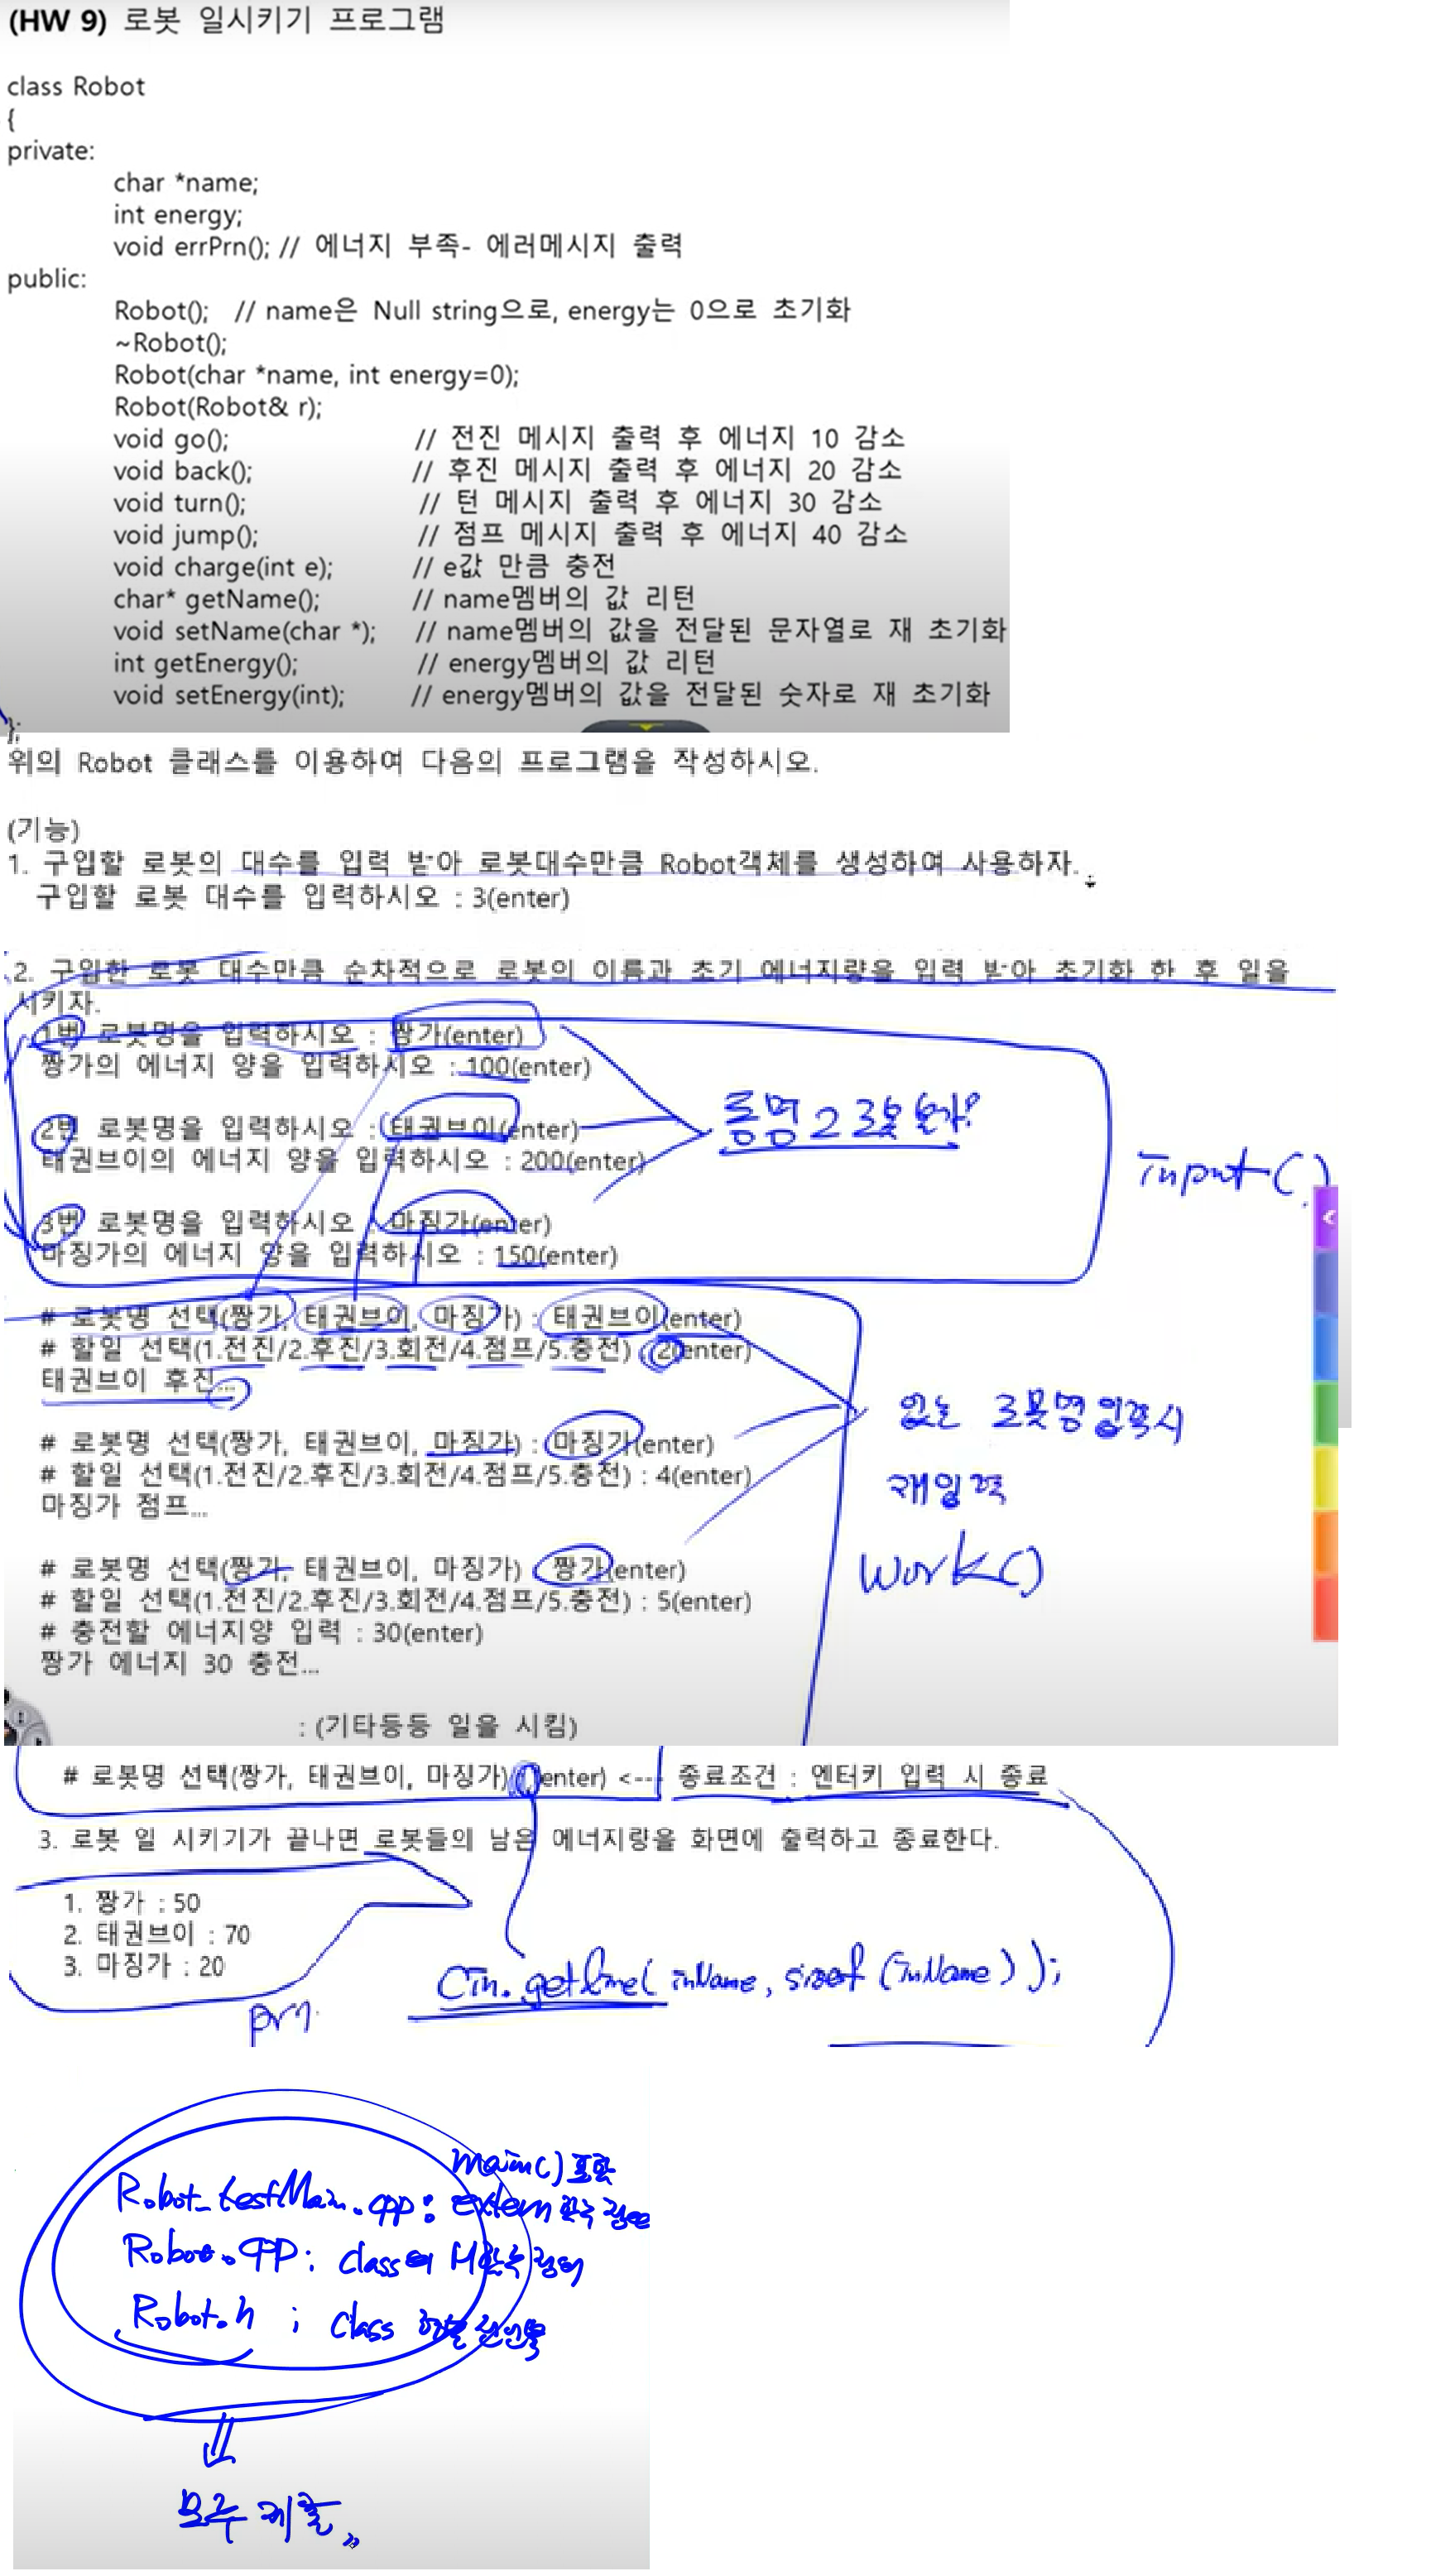 (HW 9) 로봇 일시키기 프로그램
class Robot
{
private:
char *name;
int energy;
void errPrn(); // 에너지 부족- 에러메시지 출력
public:
Robot(); // name은 Null string으로, energy는 0으로 초기화
~Robot();
Robot(char *name, int energy=0);
Robot(Robot& r);
void go(); // 전진 메시지 출력 후 에너지 10 감소
void back(); // 후진 메시지 출력 후 에너지 20 감소
void turn(); // 턴 메시지 출력 후 에너지 30 감소
void jump(); // 점프 메시지 출력 후 에너지 40 감소
void charge(int e); // e값 만큼 충전
char* getName(); // name멤버의 값 리턴
void setName(char *); // name멤버의 값을 전달된 문자열로 재 초기화
int getEnergy(); // energy멤버의 값 리턴
void setEnergy(int); // energy멤버의 값을 전달된 숫자로 재 초기화
};
위의 Robot 클래스를 이용하여 다음의 프로그램을 작성하시오.
(기능)
1. 구입할 로봇의 대수를 입력 받아 로봇대수만큼 Robot객체를 생성하여 사용하자.
구입할 로봇 대수를 입력하시오 : 3(enter)
2. 구입한 로봇 대수만큼 순차적으로 로봇의 이름과 초기 에너지량을 입력 받아 초기화 한 후 일을
시키자.
1번 로봇명을 입력하시오 : 짱가(enter)
짱가의 에너지 양을 입력하시오 : 100(enter)
2번 로봇명을 입력하시오 : 태권브이(enter)
태권브이의 에너지 양을 입력하시오 : 200(enter)
3번 로봇명을 입력하시오 : 마징가(enter)
마징가의 에너지 양을 입력하시오 : 150(enter)
input()
# 로봇명 선택(짱가, 태권브이, 마징가) : 태권브이(enter)
# 할일 선택(1.전진/2.후진/3.회전/4.점프/5.충전) : 2(enter)
태권브이 후진...
없는 로봇명 입력시
재입력
work()
# 로봇명 선택(짱가, 태권브이, 마징가) : 마징가(enter)
# 할일 선택(1.전진/2.후진/3.회전/4.점프/5.충전) : 4(enter)
마징가 점프...
# 로봇명 선택(짱가, 태권브이, 마징가) : 짱가(enter)
# 할일 선택(1.전진/2.후진/3.회전/4.점프/5.충전) : 5(enter)
# 충전할 에너지양 입력 : 30(enter)
짱가 에너지 30 충전...
: (기타등등 일을 시킴)
# 로봇명 선택(짱가, 태권브이, 마징가) : (enter) <--- 종료조건 : 엔터키 입력 시 종료
3. 로봇 일 시키기가 끝나면 로봇들의 남은 에너지량을 화면에 출력하고 종료한다.
1. 짱가 : 50
2. 태권브이 : 70
3. 마징가 : 20
cin.getline( inName, sizeof (inName) );
prn
main() 포함
Robot_testMain.cpp : extern 함수
Robot.cpp : class의 M함수 정의
Robot.h ; class
모두 제출